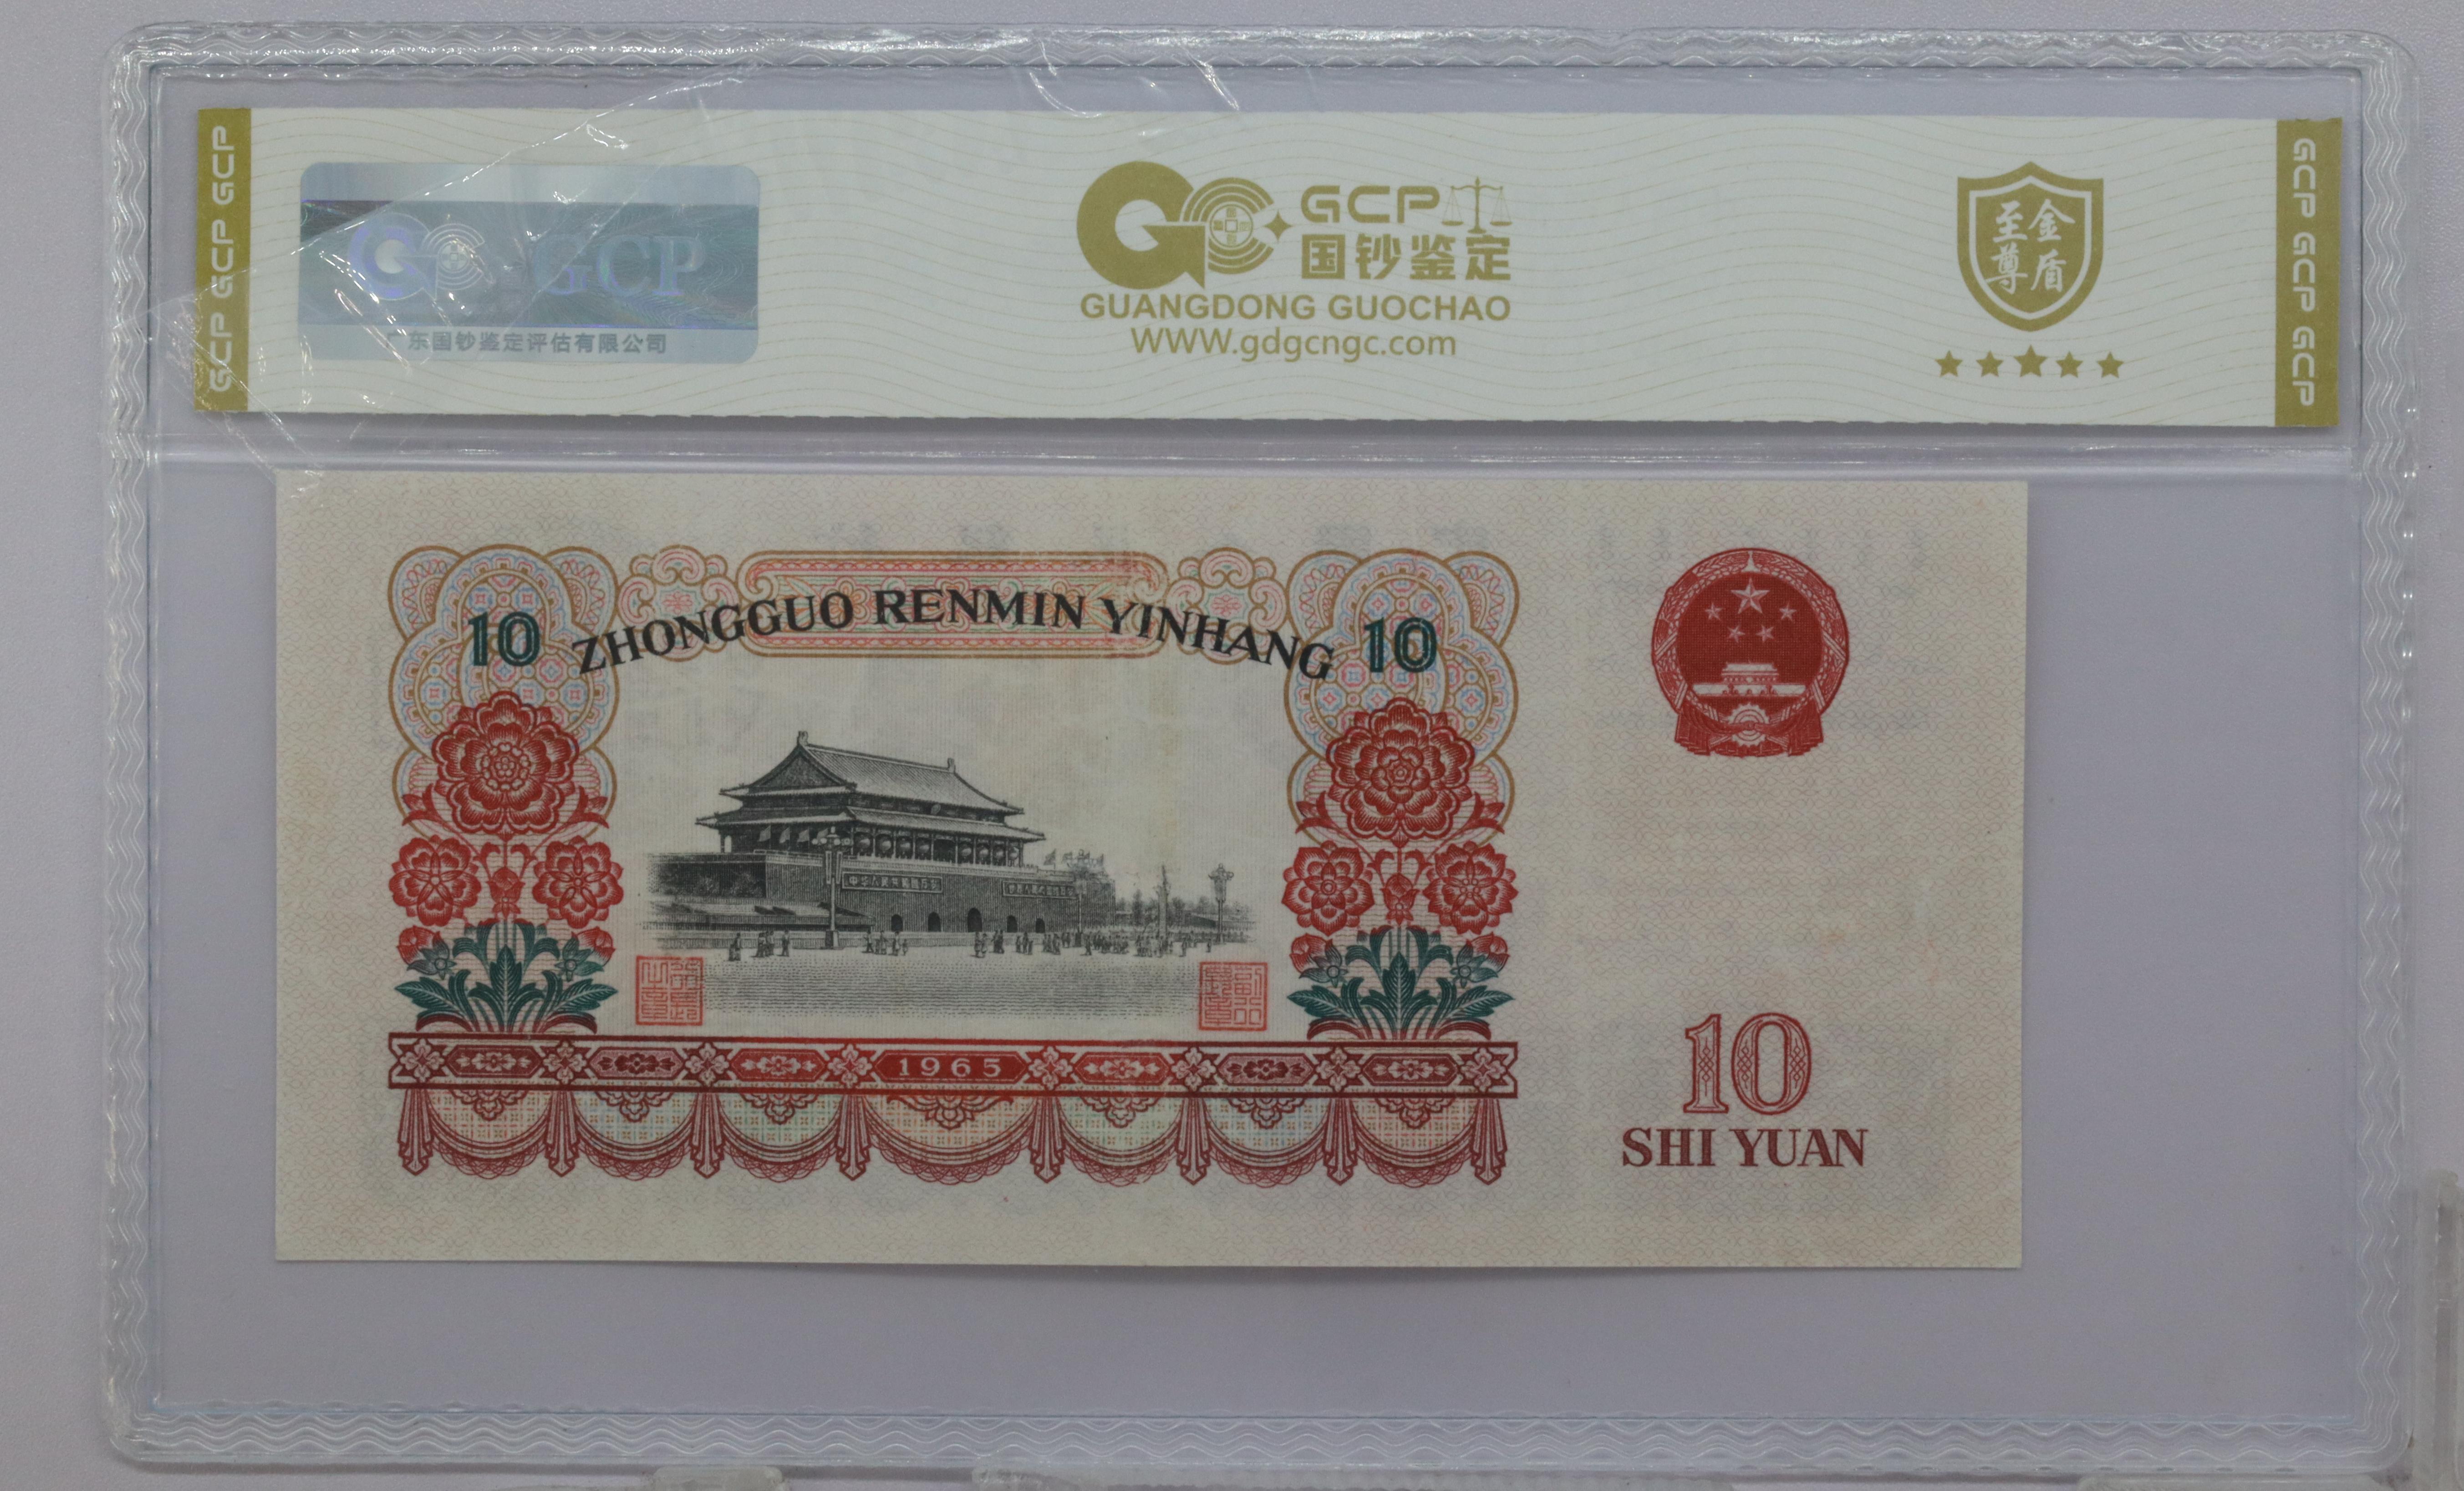 GCP GCP GCP
GCP
广东国钞鉴定评估有限公司
GCP
国钞鉴定
GUANGDONG GUOCHAO
WWW.gdgcngc.com
至尊
金盾
GCP GCP GCP
10 ZHONGGUO RENMIN YINHANG 10
1965
10
SHI YUAN